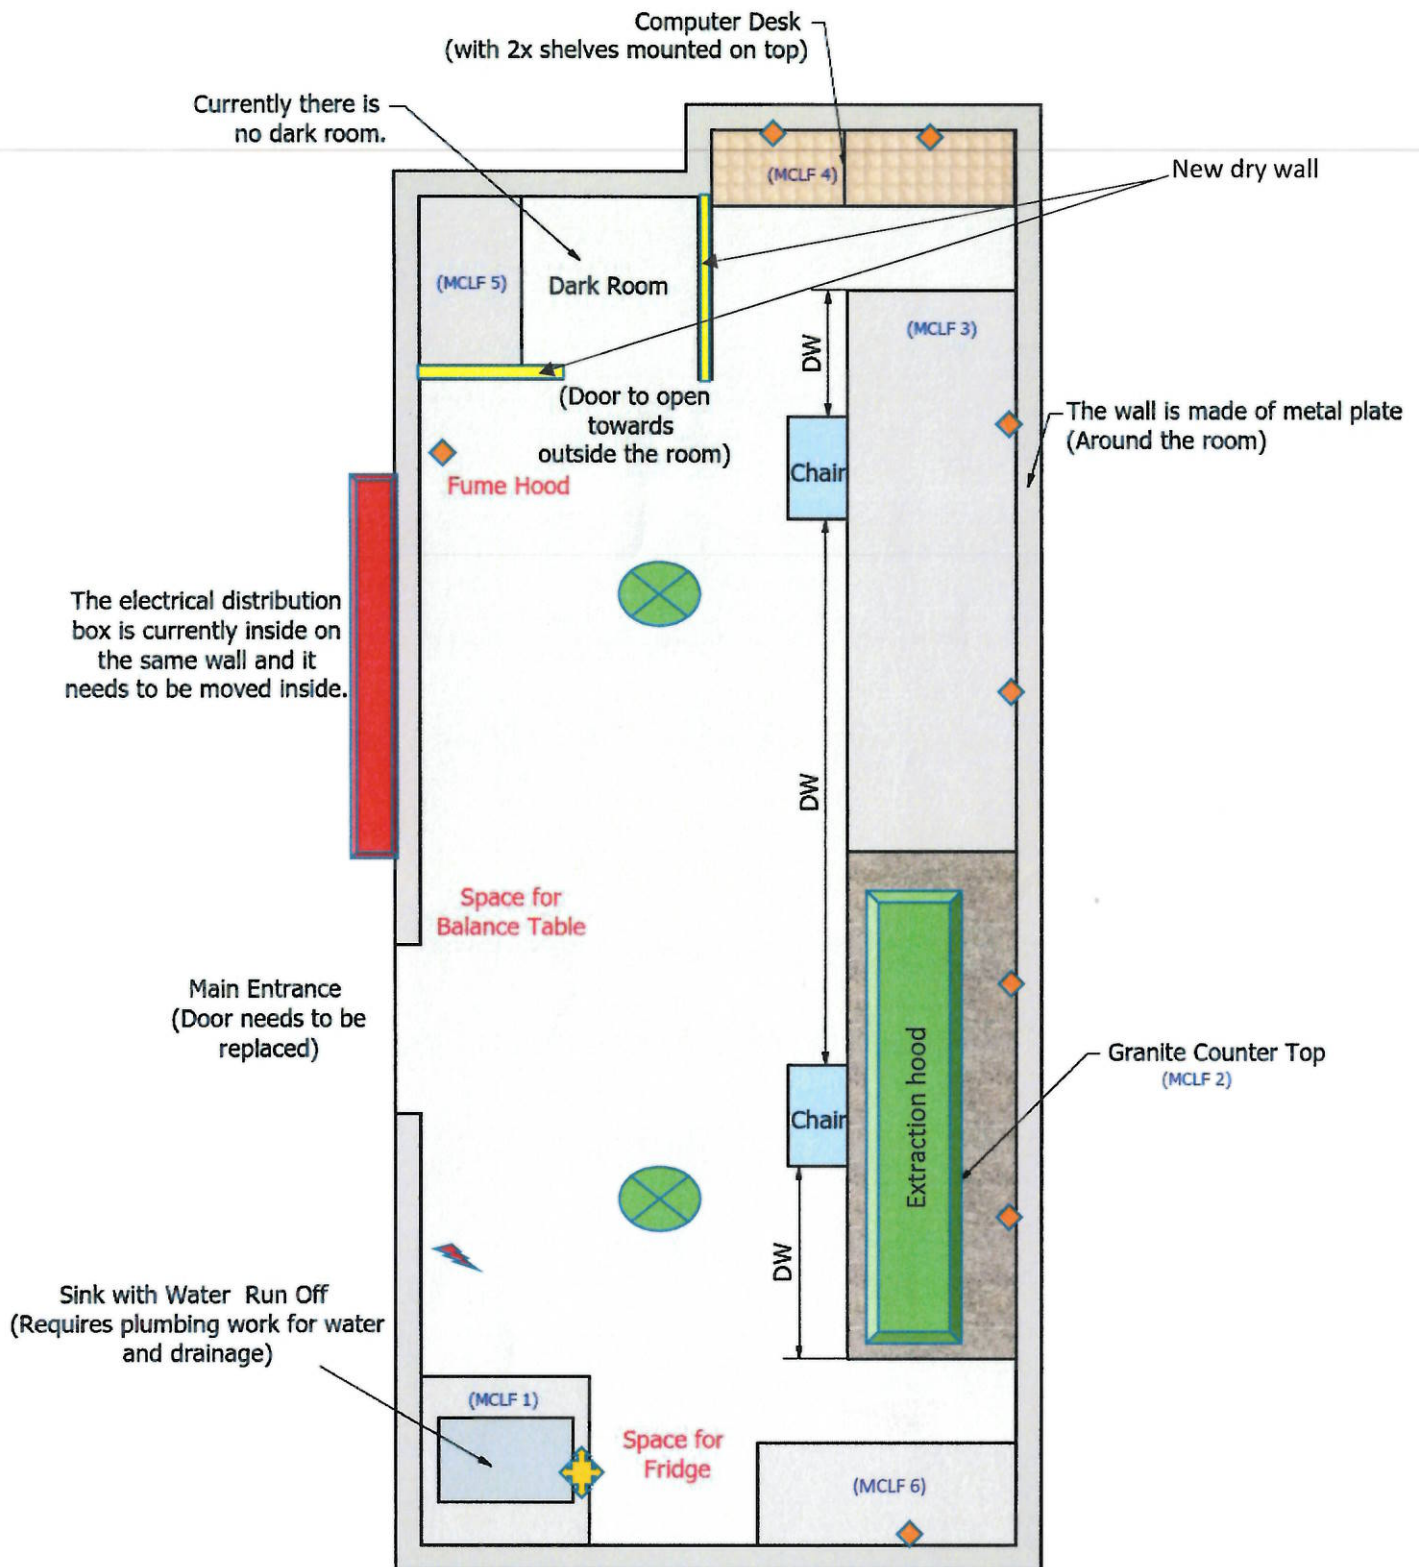 Computer Desk
(with 2x shelves mounted on top)
Currently there is
no dark room.
(MCLF 4)
New dry wall
(MCLF 5)
Dark Room
(MCLF 3)
DW
(Door to open
towards
outside the room)
The wall is made of metal plate
(Around the room)
Chair
Fume Hood
The electrical distribution
box is currently inside on
the same wall and it
needs to be moved inside.
DW
Space for
Balance Table
Main Entrance
(Door needs to be
replaced)
Extraction hood
Granite Counter Top
(MCLF 2)
Chair
DW
Sink with Water Run Off
(Requires plumbing work for water
and drainage)
(MCLF 1)
Space for
Fridge
(MCLF 6)